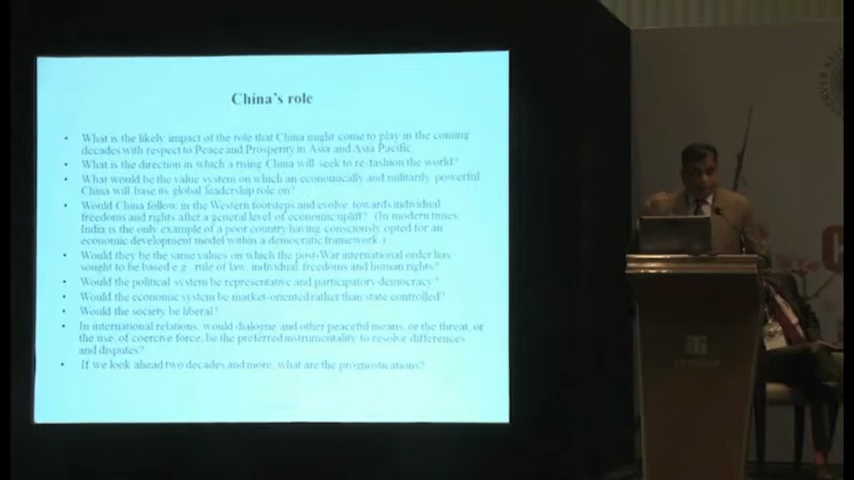 China's role
• What is the likely impact of the role that China might come to play in the coming
decades with respect to Peace and Prosperity in Asia and Asia Pacific
• What is the direction in which a rising China will seek to re-fashion the world?
• What would be the value system on which an economically and militarily powerful
China will base its global leadership role on?
• Would China follow in the Western footsteps and evolve towards individual
freedoms and rights after a general level of economic uplift? (In modern times,
India is the only example of a poor country having consciously opted for an
economic development model within a democratic framework.)
• Would they be the same values on which the post-War international order has
sought to be based e.g. rule of law, individual freedoms and human rights?
• Would the political system be representative and participatory democracy?
• Would the economic system be market-oriented rather than state controlled?
• Would the society be liberal?
• In international relations, would dialogue and other peaceful means, or the threat, or
the use, of coercive force, be the preferred instrumentality to resolve differences
and disputes?
• If we look ahead two decades and more, what are the prognostications?